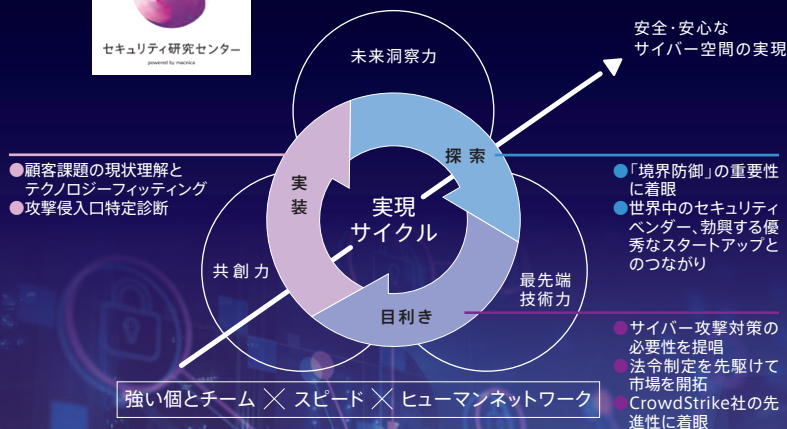 セキュリティ研究センター
powered by macnica
安全・安心な
サイバー空間の実現
未来洞察力
探索
実装
実現
サイクル
目利き
共創力
最先端
技術力
●顧客課題の現状理解と
テクノロジーフィッティング
●攻撃侵入口特定診断
●「境界防御」の重要性
に着眼
●世界中のセキュリティ
ベンダー、勃興する優
秀なスタートアップと
のつながり
●サイバー攻撃対策の
必要性を提唱
●法令制定を先駆けて
市場を開拓
●CrowdStrike社の先
進性に着眼
強い個とチーム × スピード × ヒューマンネットワーク